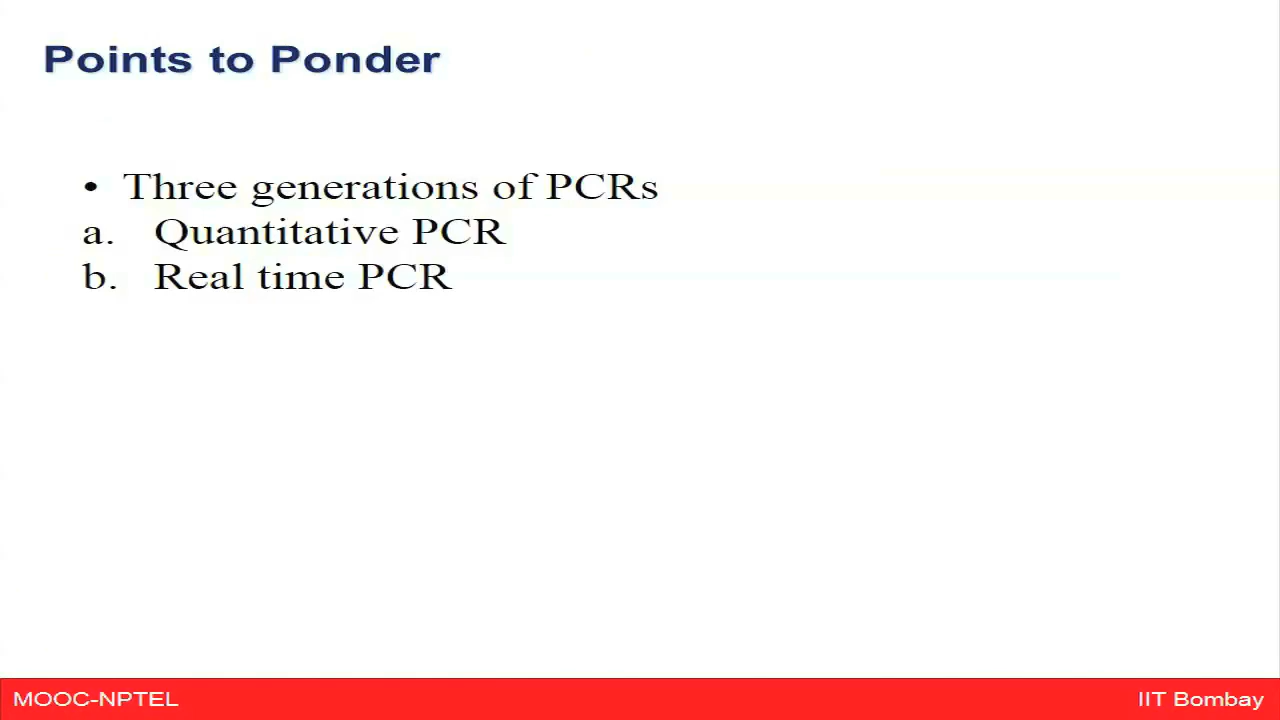 Points to Ponder
• Three generations of PCRs
a. Quantitative PCR
b. Real time PCR
MOOC-NPTEL
IIT Bombay